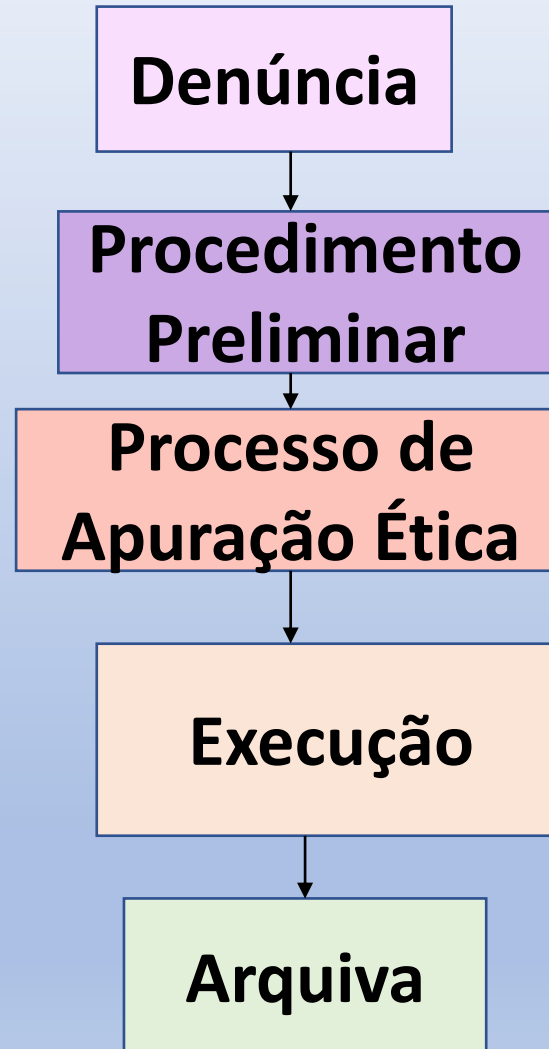 Denúncia
Procedimento
Preliminar
Processo de
Apuração Ética
Execução
Arquiva